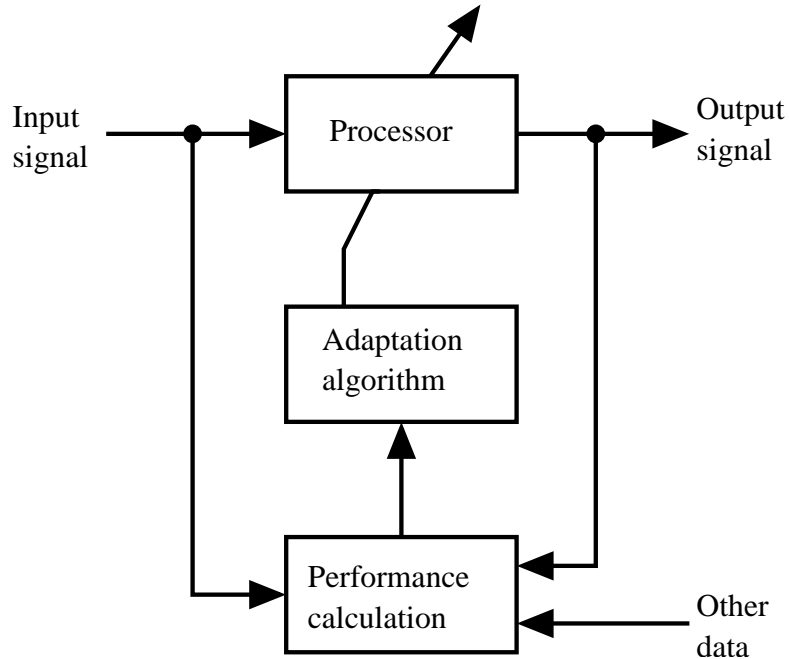 Input
signal
Processor
Output
signal
Adaptation
algorithm
Performance
calculation
Other
data